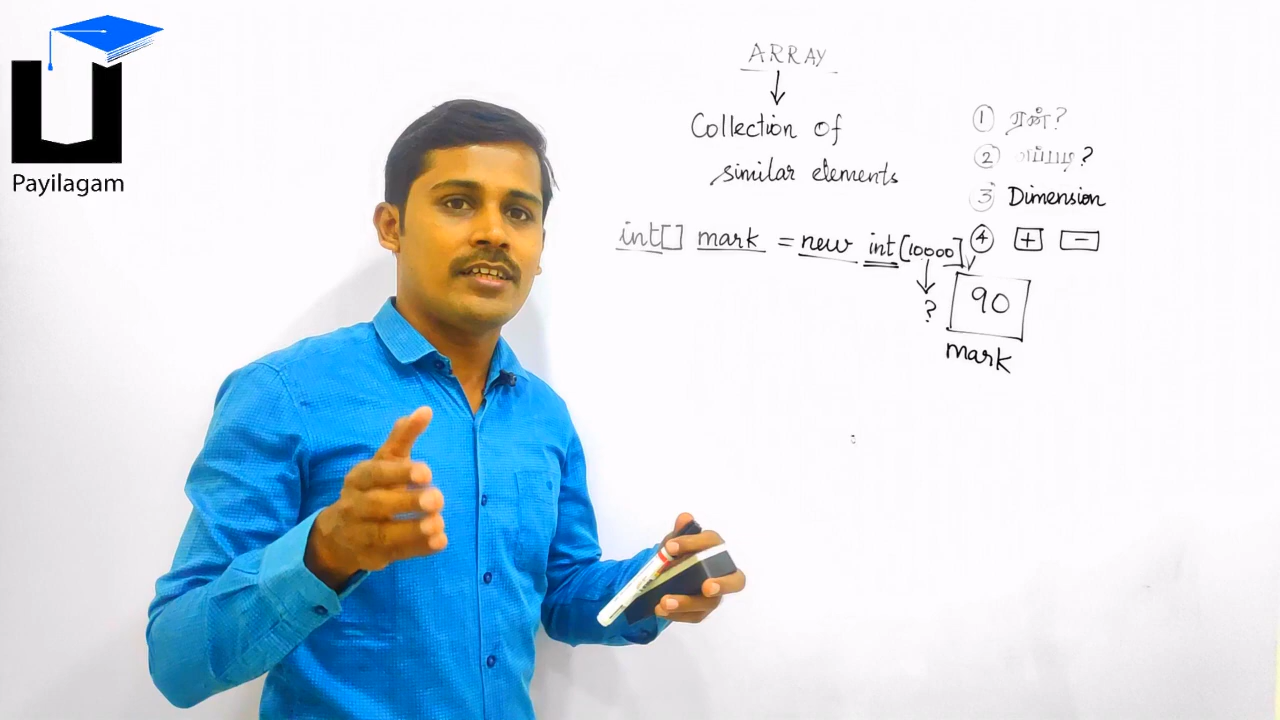 Payilagam
ARRAY
Collection of
similar elements
int[] mark = new int[10000]
?
90
mark
① ஏன்?
② எப்படி?
③ Dimension
④ + −